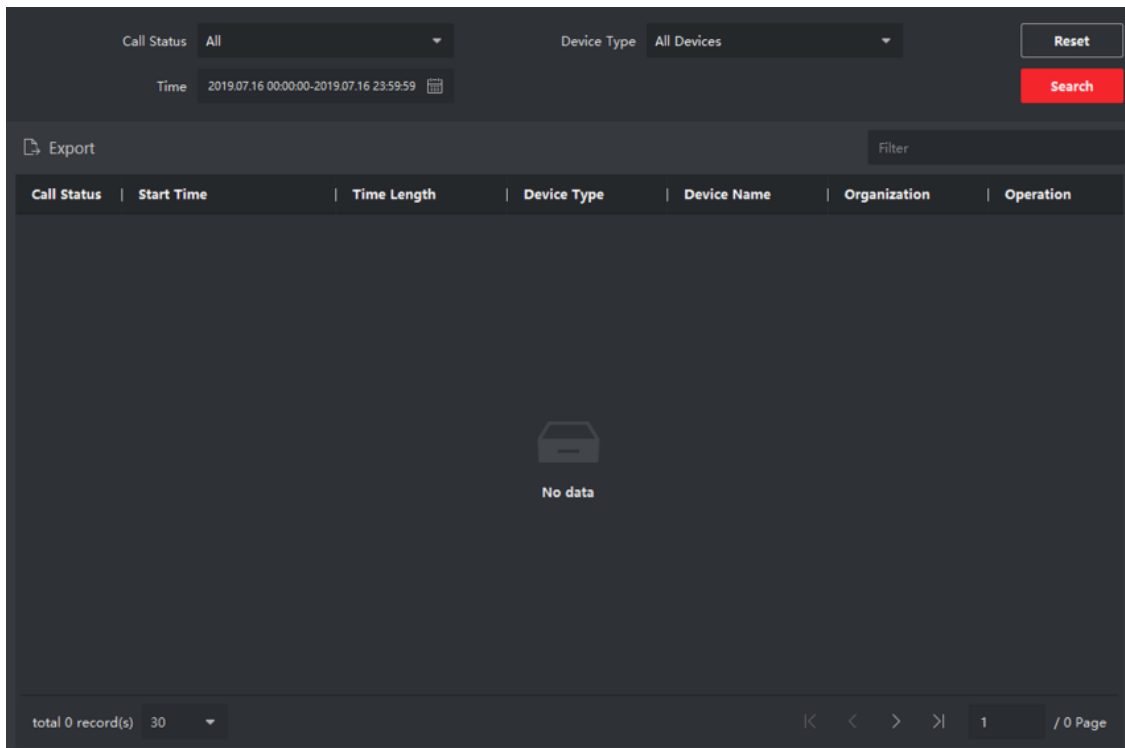 Call Status All Device Type All Devices Reset
Time 2019.07.16 00:00:00-2019.07.16 23:59:59 Search
Export Filter
Call Status | Start Time | Time Length | Device Type | Device Name | Organization | Operation
No data
total 0 record(s) 30 1 / 0 Page